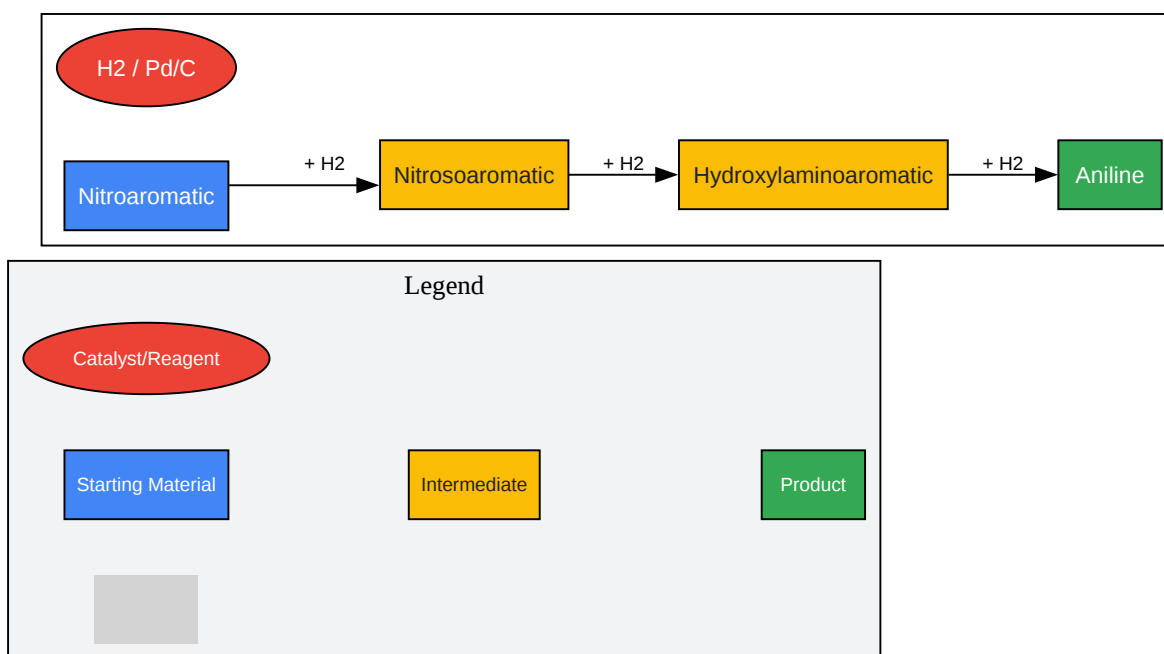 H2 / Pd/C
Nitroaromatic
+ H2
Nitrosoaromatic
+ H2
Hydroxylaminoaromatic
+ H2
Aniline
Legend
Catalyst/Reagent
Starting Material
Intermediate
Product